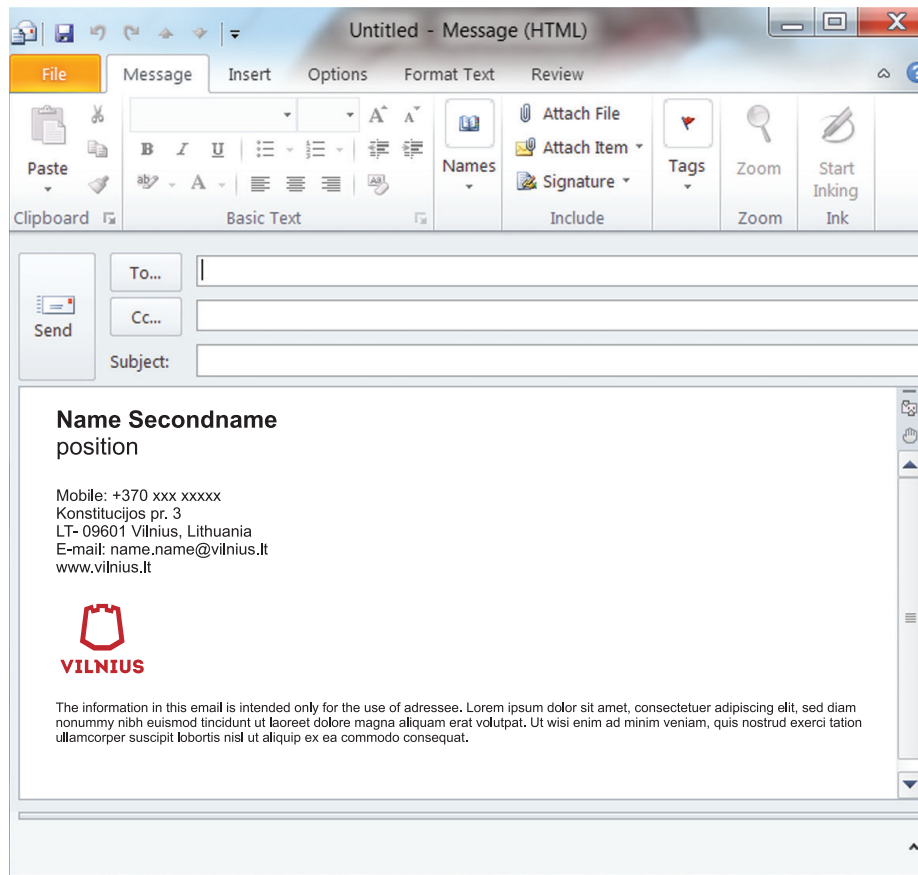 Untitled - Message (HTML)
File Message Insert Options Format Text Review
Paste
Clipboard
B I U
ab A
A A
Aa
Basic Text
Names
Attach File
Attach Item
Signature
Include
Tags
Zoom
Zoom
Start
Inking
Ink
Send
To...
Cc...
Subject:
Name Secondname
position
Mobile: +370 xxx xxxxx
Konstitucijos pr. 3
LT- 09601 Vilnius, Lithuania
E-mail: name.name@vilnius.lt
www.vilnius.lt
VILNIUS
The information in this email is intended only for the use of adressee. Lorem ipsum dolor sit amet, consectetuer adipiscing elit, sed diam
nonummy nibh euismod tincidunt ut laoreet dolore magna aliquam erat volutpat. Ut wisi enim ad minim veniam, quis nostrud exerci tation
ullamcorper suscipit lobortis nisl ut aliquip ex ea commodo consequat.